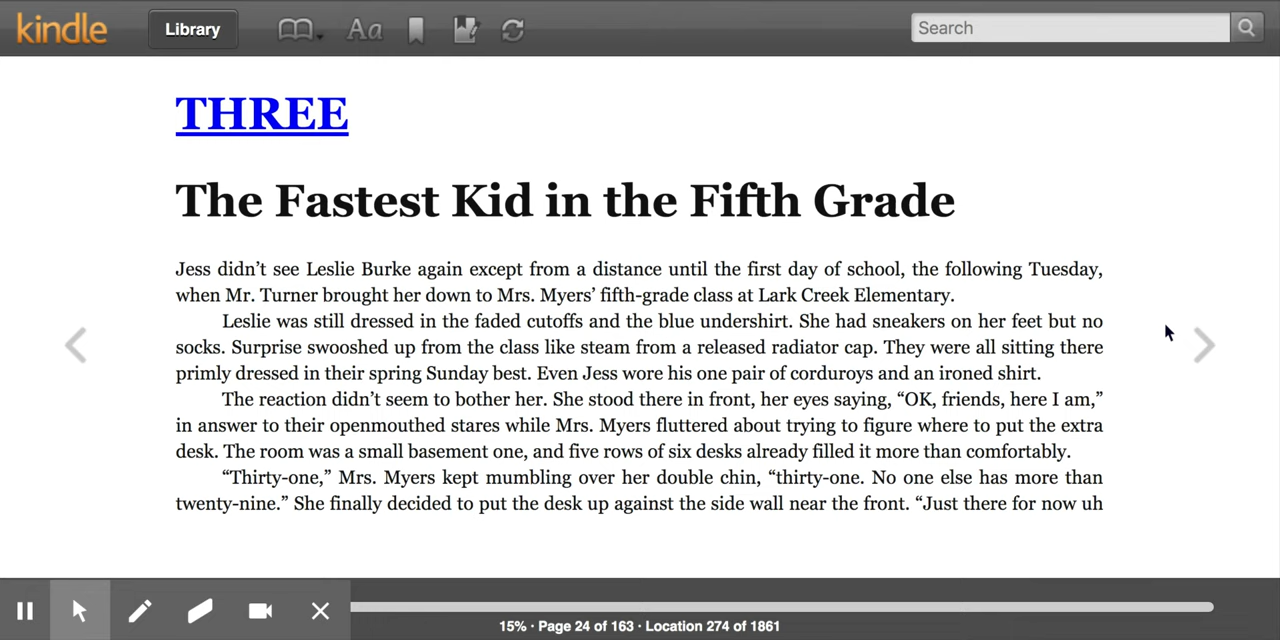 kindle Library Aa Search
THREE
The Fastest Kid in the Fifth Grade
Jess didn’t see Leslie Burke again except from a distance until the first day of school, the following Tuesday,
when Mr. Turner brought her down to Mrs. Myers’ fifth-grade class at Lark Creek Elementary.
Leslie was still dressed in the faded cutoffs and the blue undershirt. She had sneakers on her feet but no
socks. Surprise swooshed up from the class like steam from a released radiator cap. They were all sitting there
primly dressed in their spring Sunday best. Even Jess wore his one pair of corduroys and an ironed shirt.
The reaction didn’t seem to bother her. She stood there in front, her eyes saying, “OK, friends, here I am,”
in answer to their openmouthed stares while Mrs. Myers fluttered about trying to figure where to put the extra
desk. The room was a small basement one, and five rows of six desks already filled it more than comfortably.
“Thirty-one,” Mrs. Myers kept mumbling over her double chin, “thirty-one. No one else has more than
twenty-nine.” She finally decided to put the desk up against the side wall near the front. “Just there for now uh
15% · Page 24 of 163 · Location 274 of 1861